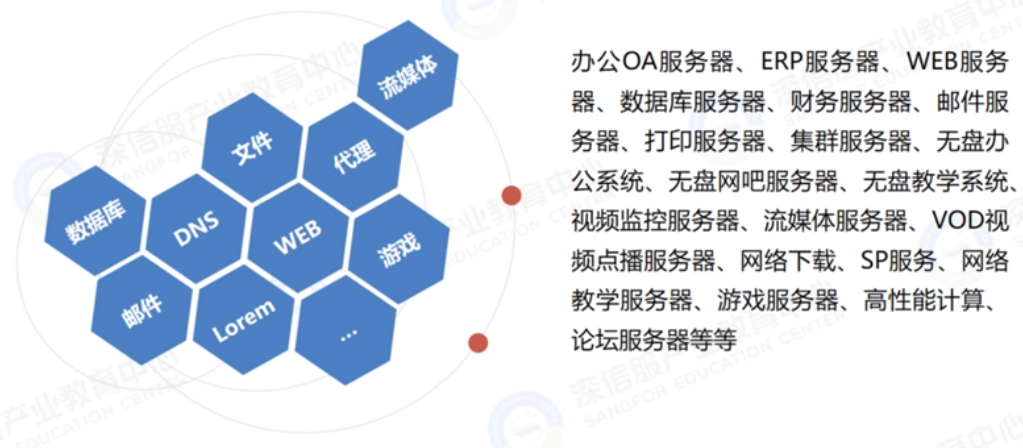 流媒体
文件
代理
数据库
DNS
WEB
游戏
邮件
Lorem
...
办公OA服务器、ERP服务器、WEB服务
器、数据库服务器、财务服务器、邮件服
务器、打印服务器、集群服务器、无盘办
公系统、无盘网吧服务器、无盘教学系统、
视频监控服务器、流媒体服务器、VOD视
频点播服务器、网络下载、SP服务、网络
教学服务器、游戏服务器、高性能计算、
论坛服务器等等
深信服产业教育中心
SANGFOR EDUCATION CENTER